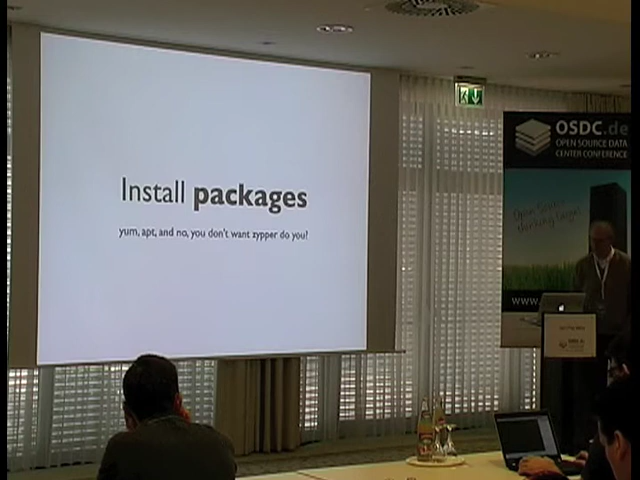 Install packages
yum, apt, and no, you don't want zypper do you?
OSDC.de
OPEN SOURCE DATA
CENTER CONFERENCE
www.